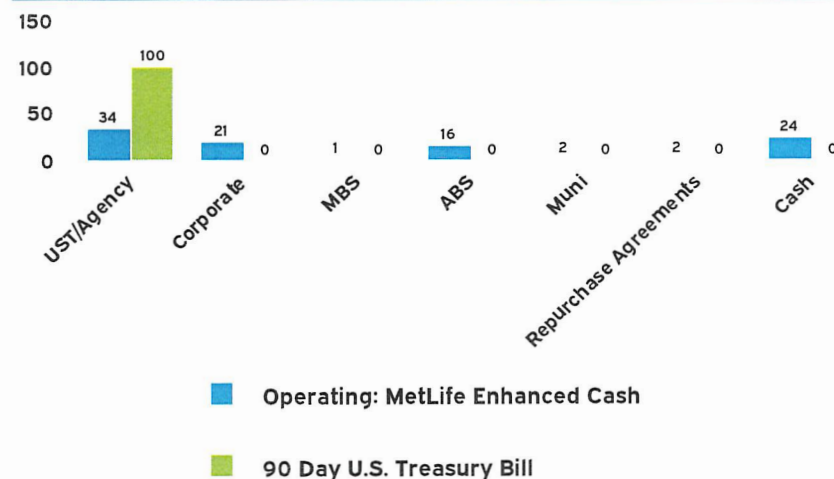 150
100
50
0
34
100
21
0
1
0
16
0
2
0
2
0
24
0
UST/Agency
Corporate
MBS
ABS
Muni
Repurchase Agreements
Cash
Operating: MetLife Enhanced Cash
90 Day U.S. Treasury Bill